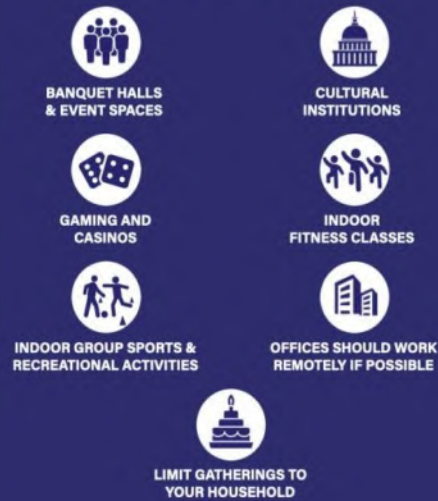 BANQUET HALLS
& EVENT SPACES
CULTURAL
INSTITUTIONS
GAMING AND
CASINOS
INDOOR
FITNESS CLASSES
INDOOR GROUP SPORTS &
RECREATIONAL ACTIVITIES
OFFICES SHOULD WORK
REMOTELY IF POSSIBLE
LIMIT GATHERINGS TO
YOUR HOUSEHOLD